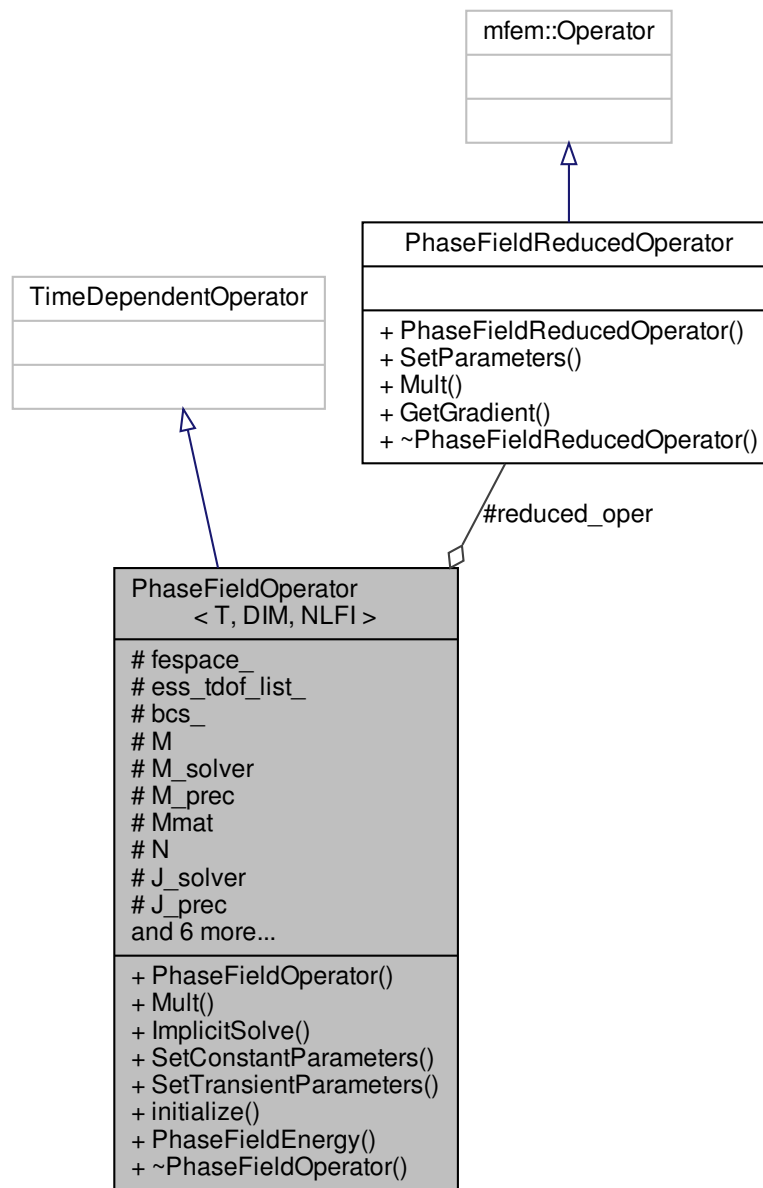 mfem::Operator
PhaseFieldReducedOperator
+ PhaseFieldReducedOperator()
+ SetParameters()
+ Mult()
+ GetGradient()
+ ~PhaseFieldReducedOperator()
TimeDependentOperator
#reduced_oper
PhaseFieldOperator
< T, DIM, NLFI >
# fespace_
# ess_tdof_list_
# bcs_
# M
# M_solver
# M_prec
# Mmat
# N
# J_solver
# J_prec
and 6 more...
+ PhaseFieldOperator()
+ Mult()
+ ImplicitSolve()
+ SetConstantParameters()
+ SetTransientParameters()
+ initialize()
+ PhaseFieldEnergy()
+ ~PhaseFieldOperator()